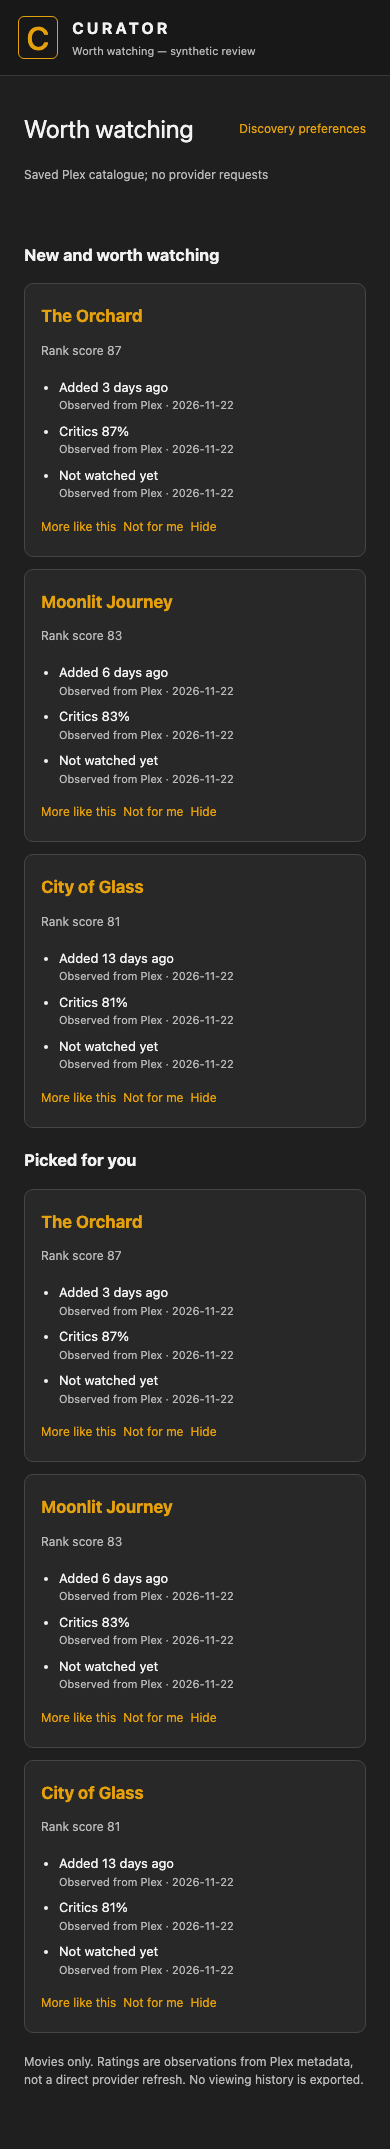 C
CURATOR
Worth watching — synthetic review
Worth watching
Discovery preferences
Saved Plex catalogue; no provider requests
New and worth watching
The Orchard
Rank score 87
• Added 3 days ago
Observed from Plex · 2026-11-22
• Critics 87%
Observed from Plex · 2026-11-22
• Not watched yet
Observed from Plex · 2026-11-22
More like this Not for me Hide
Moonlit Journey
Rank score 83
• Added 6 days ago
Observed from Plex · 2026-11-22
• Critics 83%
Observed from Plex · 2026-11-22
• Not watched yet
Observed from Plex · 2026-11-22
More like this Not for me Hide
City of Glass
Rank score 81
• Added 13 days ago
Observed from Plex · 2026-11-22
• Critics 81%
Observed from Plex · 2026-11-22
• Not watched yet
Observed from Plex · 2026-11-22
More like this Not for me Hide
Picked for you
The Orchard
Rank score 87
• Added 3 days ago
Observed from Plex · 2026-11-22
• Critics 87%
Observed from Plex · 2026-11-22
• Not watched yet
Observed from Plex · 2026-11-22
More like this Not for me Hide
Moonlit Journey
Rank score 83
• Added 6 days ago
Observed from Plex · 2026-11-22
• Critics 83%
Observed from Plex · 2026-11-22
• Not watched yet
Observed from Plex · 2026-11-22
More like this Not for me Hide
City of Glass
Rank score 81
• Added 13 days ago
Observed from Plex · 2026-11-22
• Critics 81%
Observed from Plex · 2026-11-22
• Not watched yet
Observed from Plex · 2026-11-22
More like this Not for me Hide
Movies only. Ratings are observations from Plex metadata,
not a direct provider refresh. No viewing history is exported.